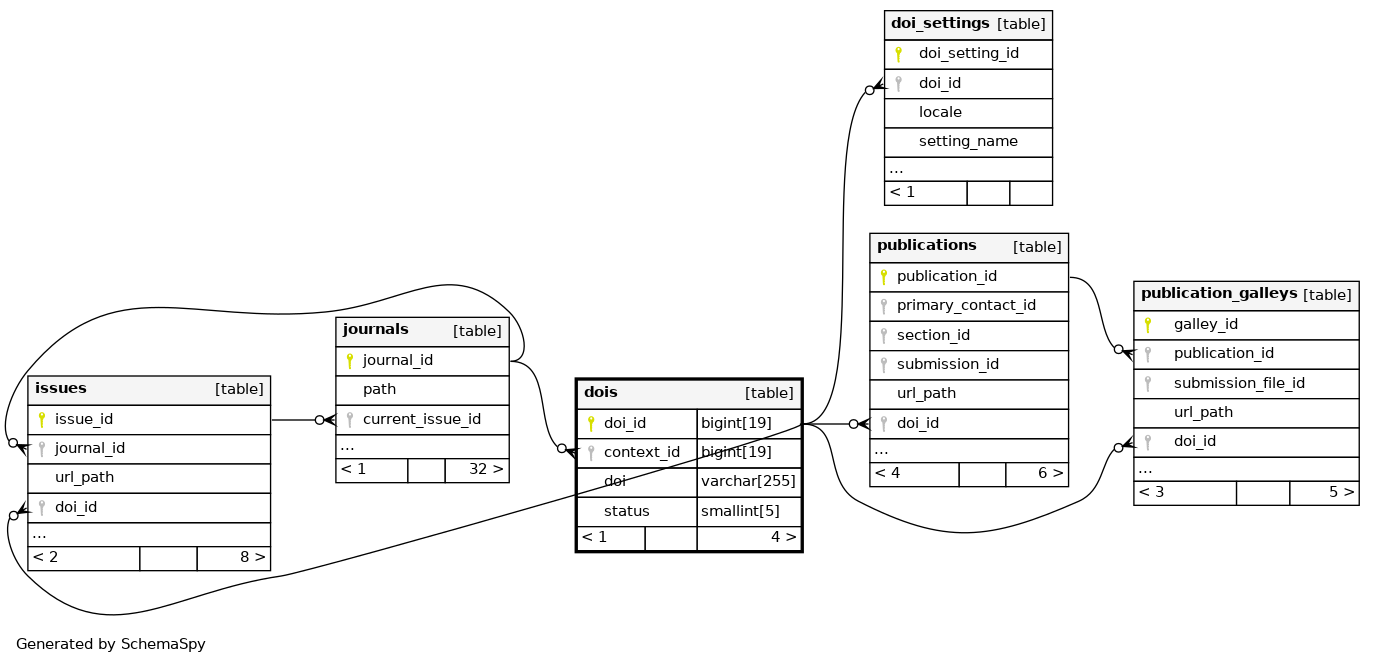 doi_settings [table]
doi_setting_id
doi_id
locale
setting_name
...
< 1
publications [table]
publication_id
primary_contact_id
section_id
submission_id
url_path
doi_id
...
< 4 6 >
publication_galleys [table]
galley_id
publication_id
submission_file_id
url_path
doi_id
...
< 3 5 >
journals [table]
journal_id
path
current_issue_id
...
< 1 32 >
issues [table]
issue_id
journal_id
url_path
doi_id
...
< 2 8 >
dois [table]
doi_id bigint[19]
context_id bigint[19]
doi varchar[255]
status smallint[5]
< 1 4 >
Generated by SchemaSpy